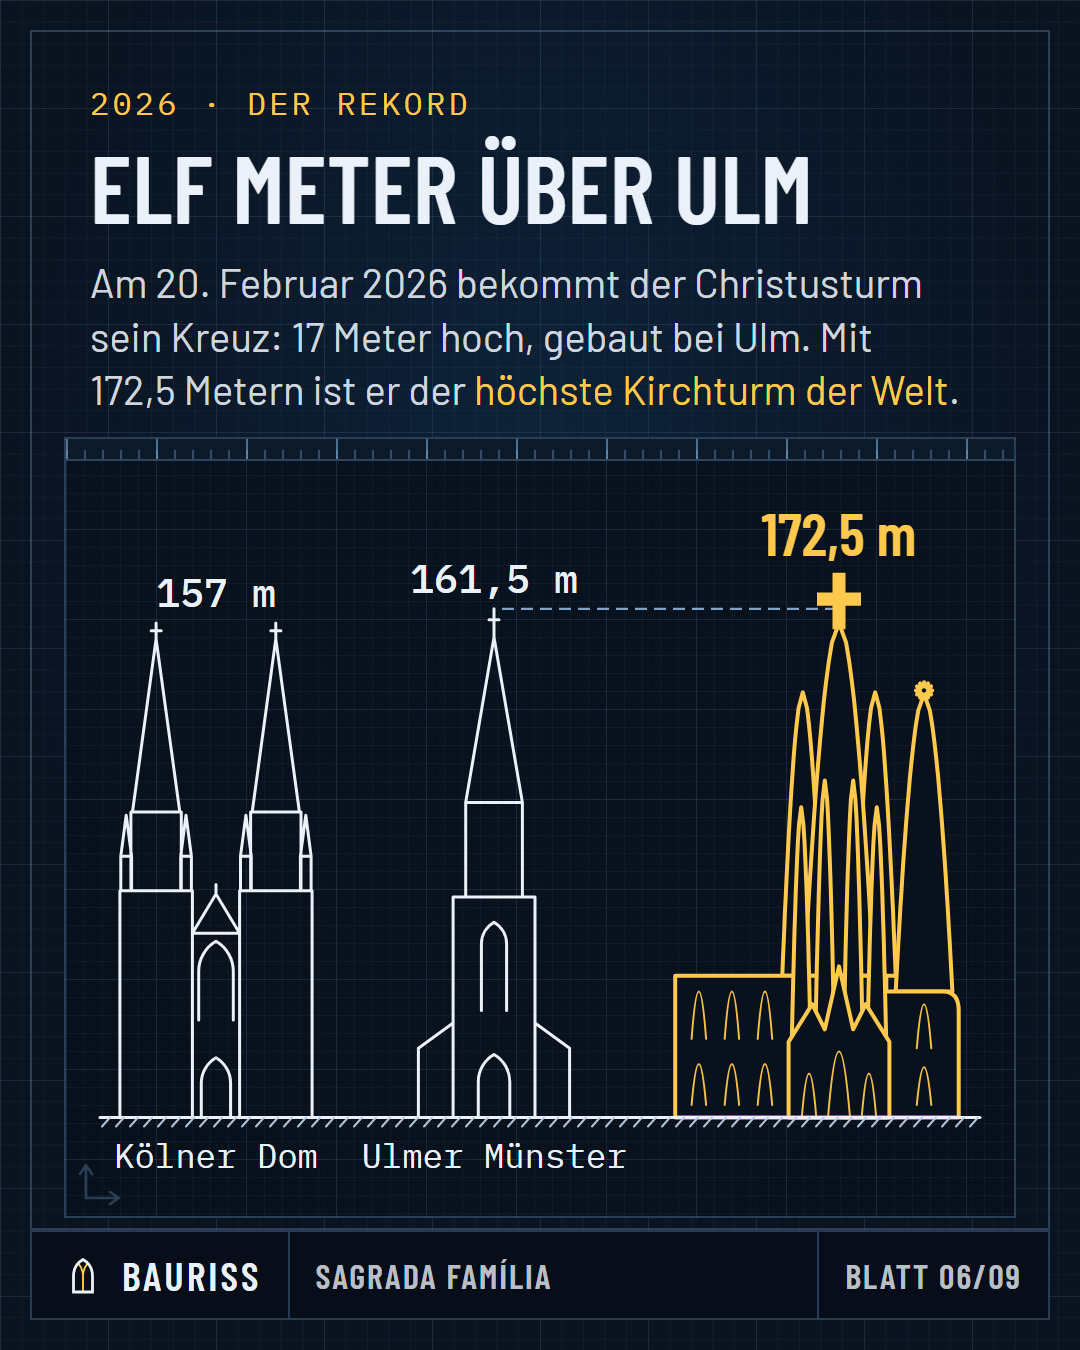 2026 · DER REKORD
ELF METER ÜBER ULM
Am 20. Februar 2026 bekommt der Christusturm
sein Kreuz: 17 Meter hoch, gebaut bei Ulm. Mit
172,5 Metern ist er der höchste Kirchturm der Welt.
172,5 m
157 m
161,5 m
Kölner Dom
Ulmer Münster
BAURISS
SAGRADA FAMÍLIA
BLATT 06/09